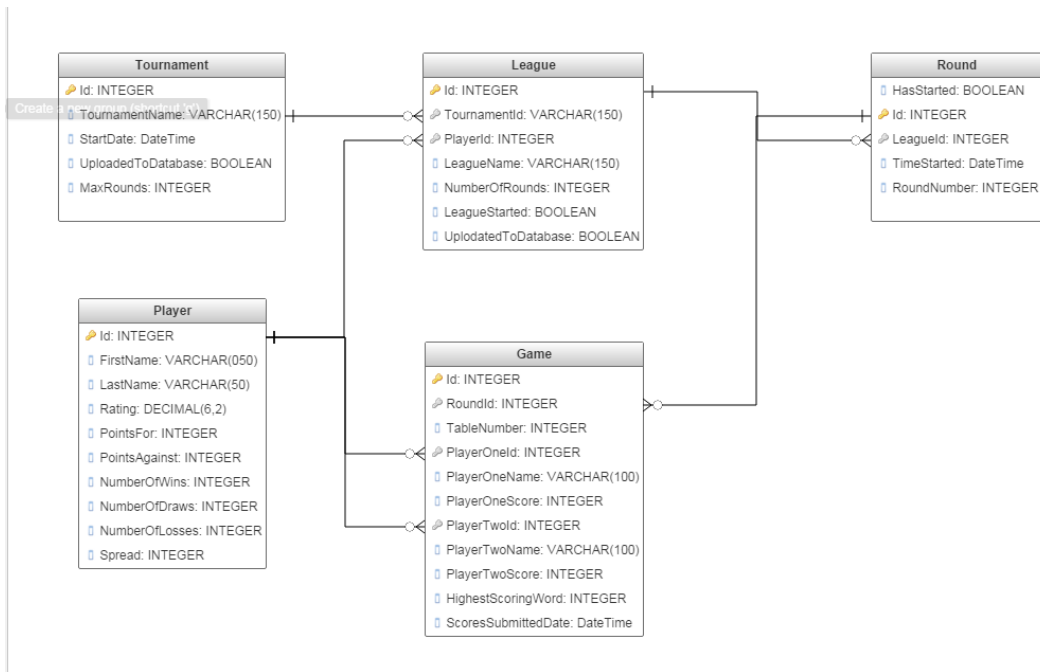 Tournament
Id: INTEGER
Create a new group (shortcut 'g')
TournamentName: VARCHAR(150)
StartDate: DateTime
UploadedToDatabase: BOOLEAN
MaxRounds: INTEGER
League
Id: INTEGER
TournamentId: VARCHAR(150)
PlayerId: INTEGER
LeagueName: VARCHAR(150)
NumberOfRounds: INTEGER
LeagueStarted: BOOLEAN
UplodatedToDatabase: BOOLEAN
Round
HasStarted: BOOLEAN
Id: INTEGER
LeagueId: INTEGER
TimeStarted: DateTime
RoundNumber: INTEGER
Player
Id: INTEGER
FirstName: VARCHAR(050)
LastName: VARCHAR(50)
Rating: DECIMAL(6,2)
PointsFor: INTEGER
PointsAgainst: INTEGER
NumberOfWins: INTEGER
NumberOfDraws: INTEGER
NumberOfLosses: INTEGER
Spread: INTEGER
Game
Id: INTEGER
RoundId: INTEGER
TableNumber: INTEGER
PlayerOneId: INTEGER
PlayerOneName: VARCHAR(100)
PlayerOneScore: INTEGER
PlayerTwoId: INTEGER
PlayerTwoName: VARCHAR(100)
PlayerTwoScore: INTEGER
HighestScoringWord: INTEGER
ScoresSubmittedDate: DateTime